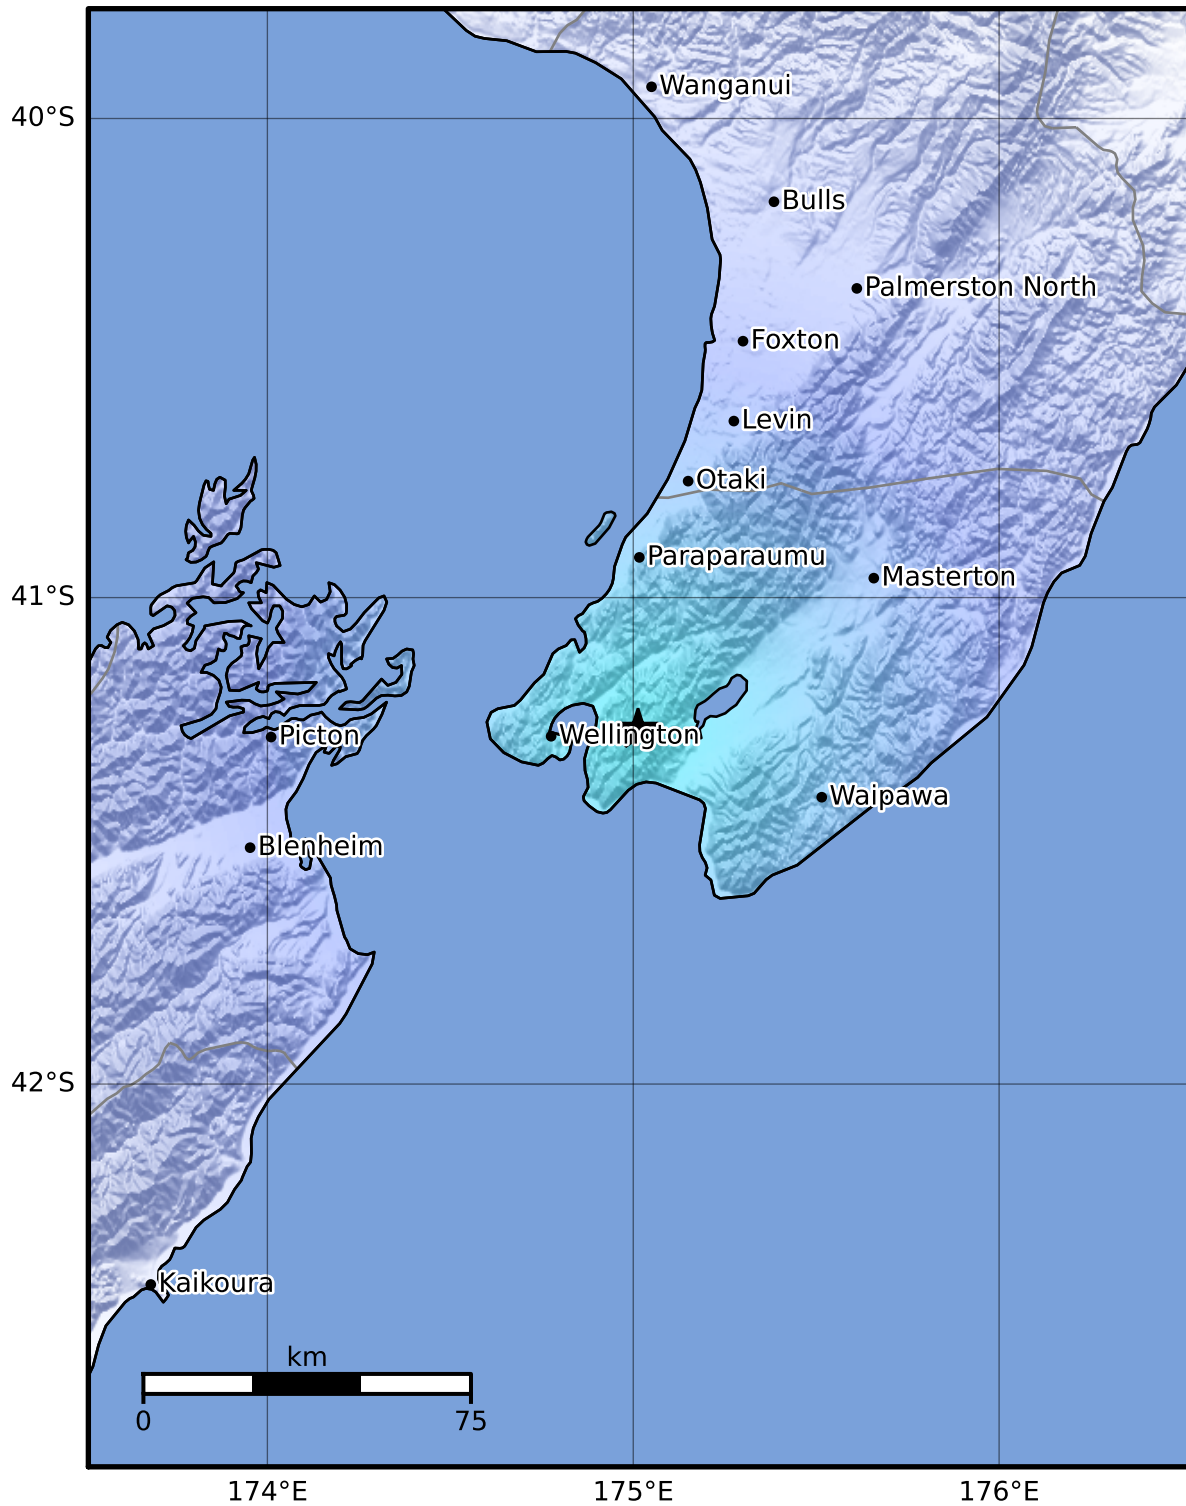 Wanganui
40°S
Bulls
Palmerston North
Foxton
Levin
Otaki
Paraparaumu
Masterton
41°S
Wellington
Picton
Waipawa
Blenheim
42°S
Kaikoura
km
0 75
174°E 175°E 176°E